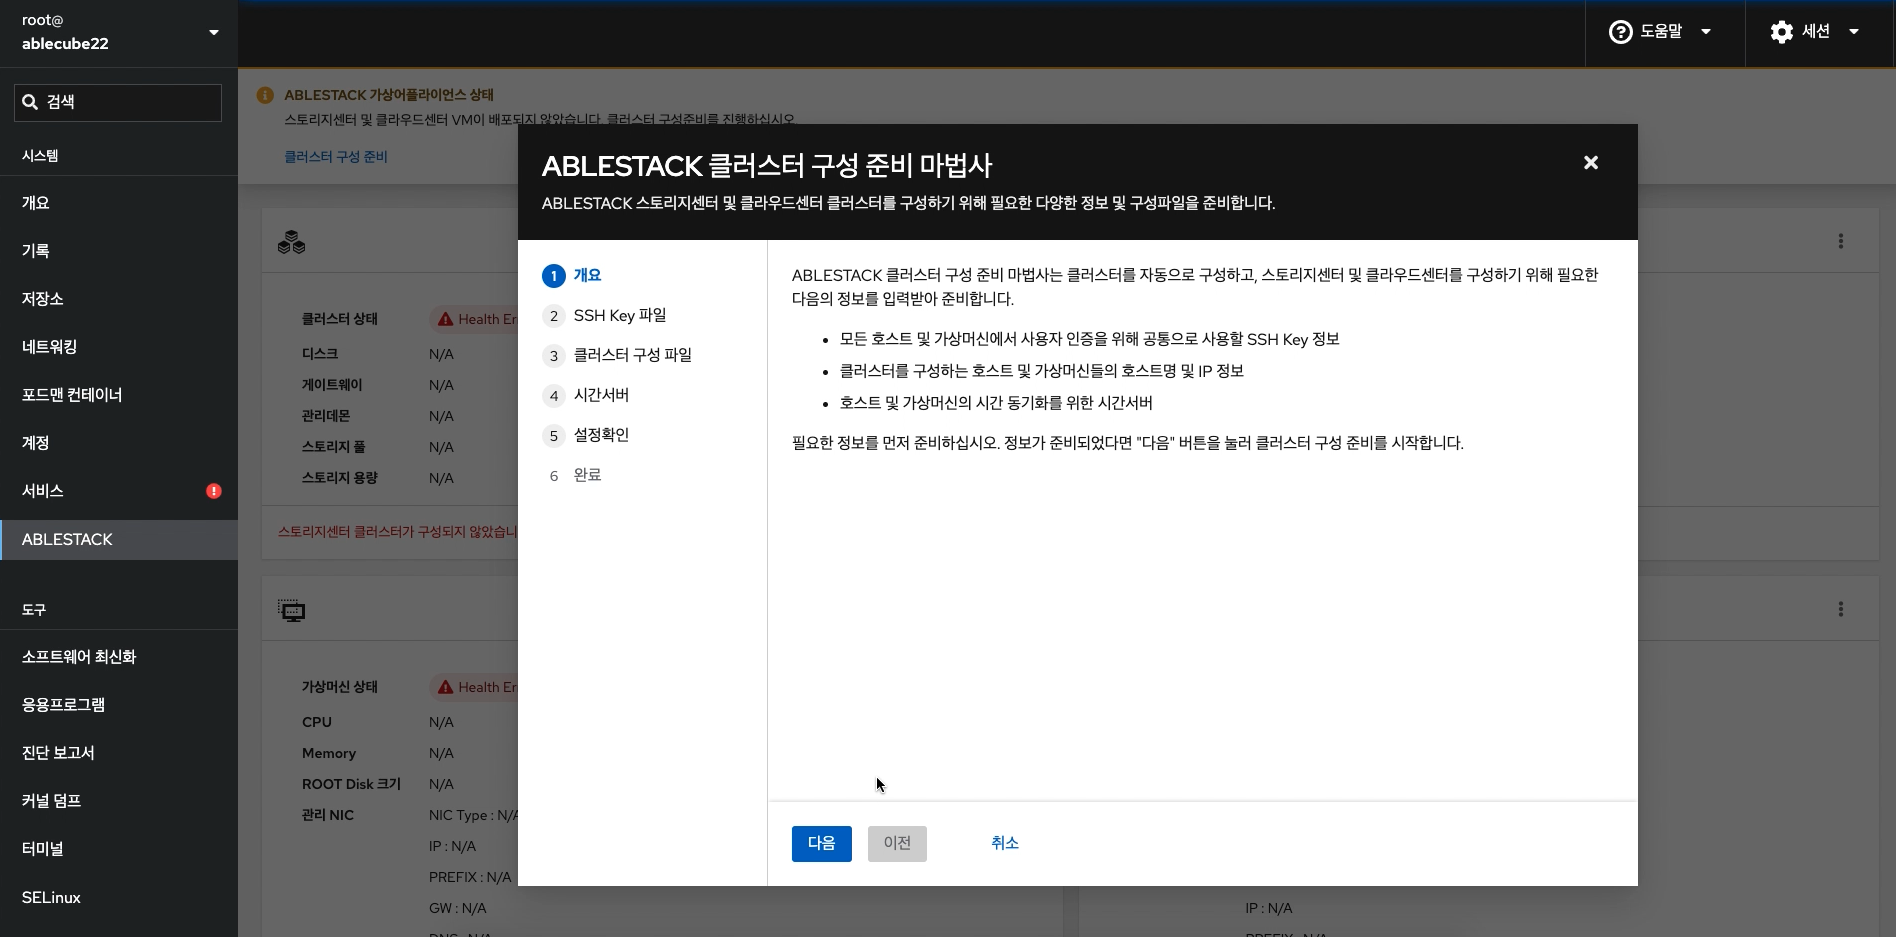 root@
ablecube22
도움말
세션
검색
시스템
개요
기록
저장소
네트워킹
포드맨 컨테이너
계정
서비스
ABLESTACK
도구
소프트웨어 최신화
응용프로그램
진단 보고서
커널 덤프
터미널
SELinux
ABLESTACK 가상어플라이언스 상태
스토리지센터 및 클라우드센터 VM이 배포되지 않았습니다. 클러스터 구성준비를 진행하십시오
클러스터 구성 준비
클러스터 상태 Health Er
디스크 N/A
게이트웨이 N/A
관리데몬 N/A
스토리지 풀 N/A
스토리지 용량 N/A
스토리지센터 클러스터가 구성되지 않았습니
가상머신 상태 Health Er
CPU N/A
Memory N/A
ROOT Disk 크기 N/A
관리 NIC NIC Type : N/A
IP : N/A
PREFIX : N/A
GW : N/A
DNS : N/A
IP : N/A
PREFIX : N/A
ABLESTACK 클러스터 구성 준비 마법사
ABLESTACK 스토리지센터 및 클라우드센터 클러스터를 구성하기 위해 필요한 다양한 정보 및 구성파일을 준비합니다.
1 개요
2 SSH Key 파일
3 클러스터 구성 파일
4 시간서버
5 설정확인
6 완료
ABLESTACK 클러스터 구성 준비 마법사는 클러스터를 자동으로 구성하고, 스토리지센터 및 클라우드센터를 구성하기 위해 필요한
다음의 정보를 입력받아 준비합니다.
• 모든 호스트 및 가상머신에서 사용자 인증을 위해 공통으로 사용할 SSH Key 정보
• 클러스터를 구성하는 호스트 및 가상머신들의 호스트명 및 IP 정보
• 호스트 및 가상머신의 시간 동기화를 위한 시간서버
필요한 정보를 먼저 준비하십시오. 정보가 준비되었다면 "다음" 버튼을 눌러 클러스터 구성 준비를 시작합니다.
다음 이전 취소